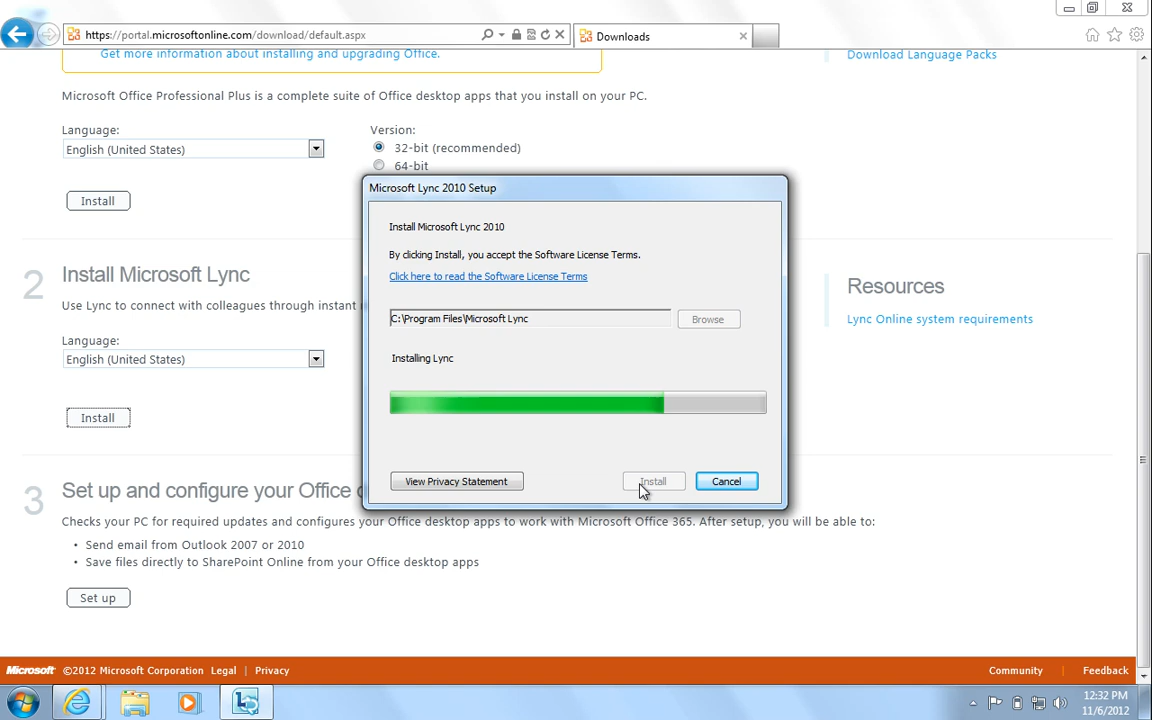 https://portal.microsoftonline.com/download/default.aspx
Downloads
Get more information about installing and upgrading Office.
Download Language Packs
Microsoft Office Professional Plus is a complete suite of Office desktop apps that you install on your PC.
Language:
Version:
English (United States)
32-bit (recommended)
64-bit
Install
Microsoft Lync 2010 Setup
Install Microsoft Lync 2010
By clicking Install, you accept the Software License Terms.
Click here to read the Software License Terms
C:\Program Files\Microsoft Lync
Browse
Installing Lync
View Privacy Statement
Install
Cancel
2
Install Microsoft Lync
Use Lync to connect with colleagues through instant
Resources
Lync Online system requirements
Language:
English (United States)
Install
3
Set up and configure your Office
Checks your PC for required updates and configures your Office desktop apps to work with Microsoft Office 365. After setup, you will be able to:
• Send email from Outlook 2007 or 2010
• Save files directly to SharePoint Online from your Office desktop apps
Set up
Microsoft ©2012 Microsoft Corporation Legal | Privacy
Community
Feedback
12:32 PM
11/6/2012